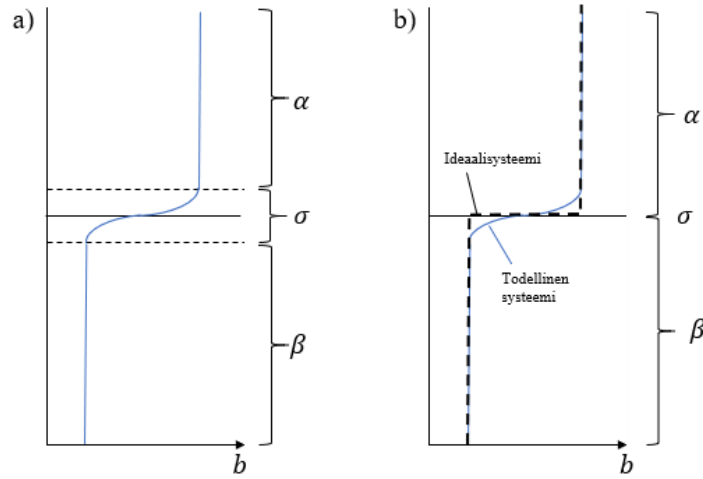 a)
α
σ
β
b
b)
Ideaalisysteemi
α
σ
Todellinen
systeemi
β
b